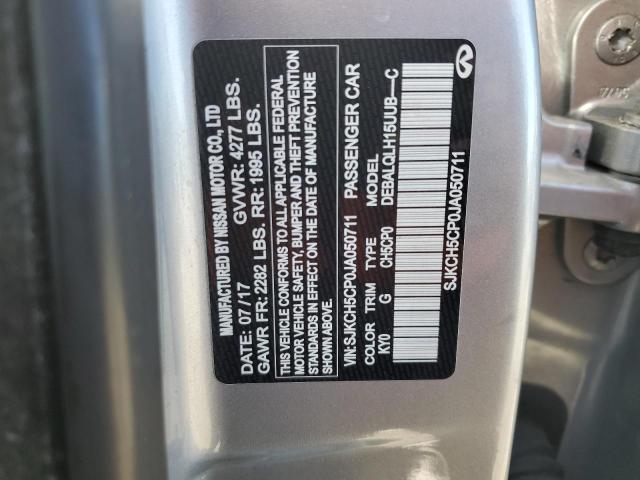 MANUFACTURED BY NISSAN MOTOR CO., LTD
DATE: 07/17 GVWR: 4277 LBS.
GAWR FR: 2282 LBS. RR: 1995 LBS.
THIS VEHICLE CONFORMS TO ALL APPLICABLE FEDERAL
MOTOR VEHICLE SAFETY, BUMPER AND THEFT PREVENTION
STANDARDS IN EFFECT ON THE DATE OF MANUFACTURE
SHOWN ABOVE.
VIN:SJKCH5CP0JA050711 PASSENGER CAR
COLOR TRIM TYPE MODEL
KY0 G CH5CP0 DEBALQLH15UUB--C
SJKCH5CP0JA050711